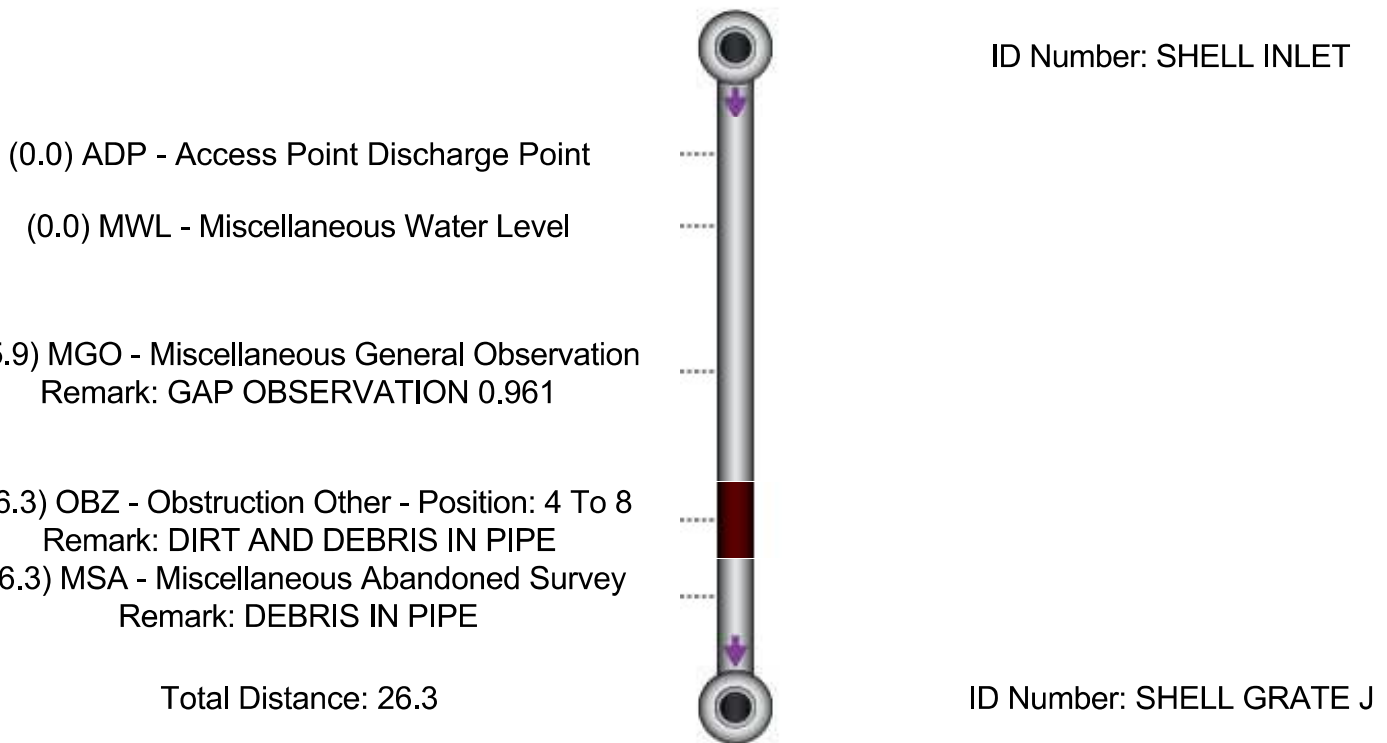 ID Number: SHELL INLET
(0.0) ADP - Access Point Discharge Point
(0.0) MWL - Miscellaneous Water Level
.9) MGO - Miscellaneous General Observation
Remark: GAP OBSERVATION 0.961
6.3) OBZ - Obstruction Other - Position: 4 To 8
Remark: DIRT AND DEBRIS IN PIPE
6.3) MSA - Miscellaneous Abandoned Survey
Remark: DEBRIS IN PIPE
Total Distance: 26.3
ID Number: SHELL GRATE J